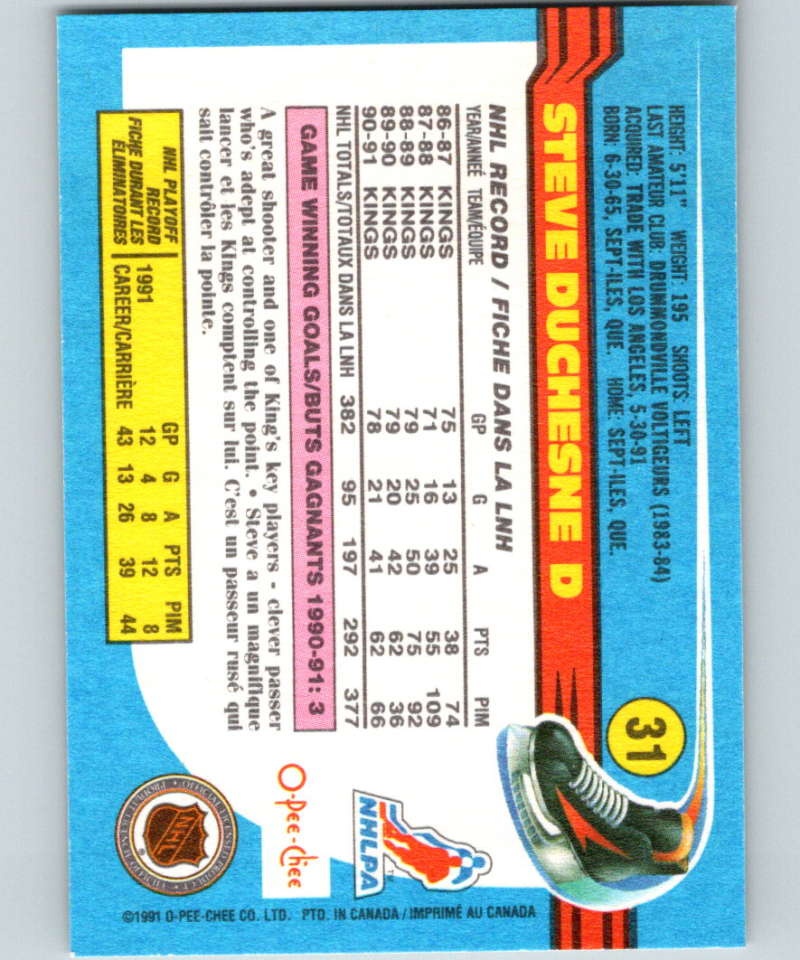 31
HEIGHT: 5'11" WEIGHT: 195 SHOOTS: LEFT
LAST AMATEUR CLUB: DRUMMONDVILLE VOLTIGEURS (1983-84)
ACQUIRED: TRADE WITH LOS ANGELES, 5-30-91
BORN: 6-30-65, SEPT-ILES, QUE. HOME: SEPT-ILES, QUE.
STEVE DUCHESNE D
NHL RECORD / FICHE DANS LA LNH
YEAR/ANNÉE TEAM/ÉQUIPE GP G A PTS PIM
86-87 KINGS 75 13 25 38 74
87-88 KINGS 71 16 39 55 109
88-89 KINGS 79 25 50 75 92
89-90 KINGS 79 20 42 62 36
90-91 KINGS 78 21 41 62 66
NHL TOTALS/TOTAUX DANS LA LNH 382 95 197 292 377
GAME WINNING GOALS/BUTS GAGNANTS 1990-91: 3
A great shooter and one of King's key players - clever passer
who's adept at controlling the point. • Steve a un magnifique
lancer et les Kings comptent sur lui. C'est un passeur rusé qui
sait contrôler la pointe.
NHL PLAYOFF
RECORD
FICHE DURANT LES
ÉLIMINATOIRES
GP G A PTS PIM
1991 12 4 8 12 8
CAREER/CARRIÈRE 43 13 26 39 44
NHLPA
TM
O-Pee-Chee
NHL
®
©1991 O-PEE-CHEE CO. LTD. PTD. IN CANADA / IMPRIMÉ AU CANADA